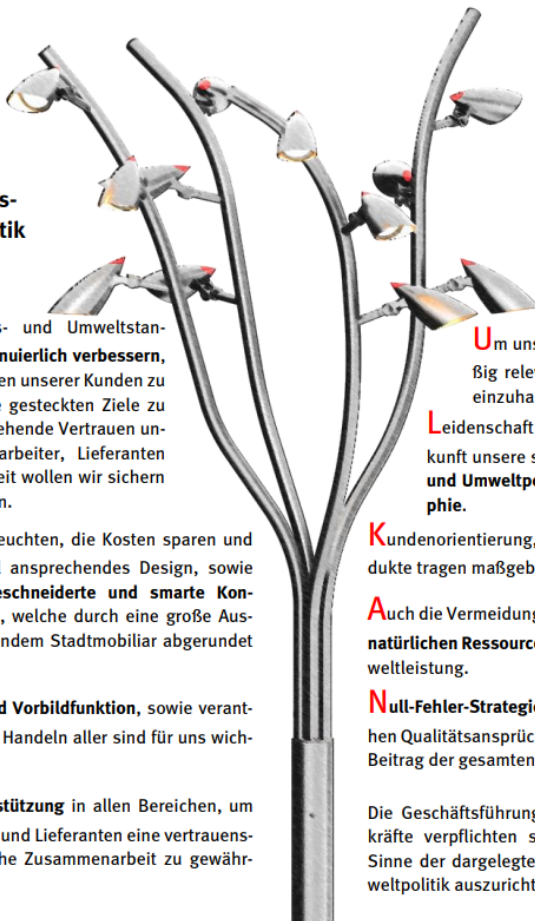 s-
tik
s- und Umweltstan-
nuierlich verbessern,
en unserer Kunden zu
e gesteckten Ziele zu
ehende Vertrauen un-
arbeiter, Lieferanten
eit wollen wir sichern
n.
euchten, die Kosten sparen und
d ansprechendes Design, sowie
eschneiderte und smarte Kon-
, welche durch eine große Aus-
ndem Stadtmobiliar abgerundet
d Vorbildfunktion, sowie verant-
Handeln aller sind für uns wich-
stützung in allen Bereichen, um
und Lieferanten eine vertrauens-
he Zusammenarbeit zu gewähr-
Um uns
ßig relev
einzuha
Leidenschaft
kunft unsere s
und Umweltpo
phie.
Kundenorientierung,
dukte tragen maßgeb
Auch die Vermeidung
natürlichen Ressource
weltleistung.
Null-Fehler-Strategie
hen Qualitätsansprüc
Beitrag der gesamten
Die Geschäftsführung
kräfte verpflichten s
Sinne der dargelegte
weltpolitik auszuricht